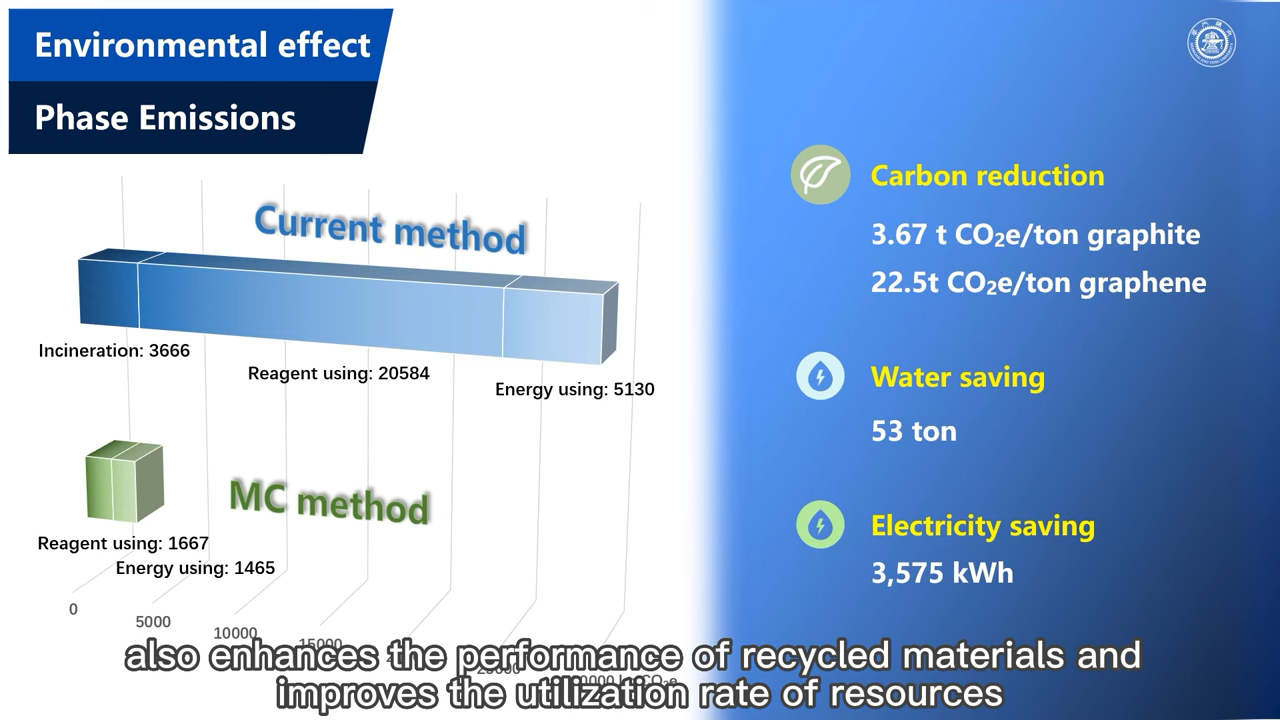 Environmental effect
Phase Emissions
Current method
Incineration: 3666
Reagent using: 20584
Energy using: 5130
MC method
Reagent using: 1667
Energy using: 1465
0
5000
10000
15000
Carbon reduction
3.67 t CO₂e/ton graphite
22.5t CO₂e/ton graphene
Water saving
53 ton
Electricity saving
3,575 kWh
also enhances the performance of recycled materials and
improves the utilization rate of resources